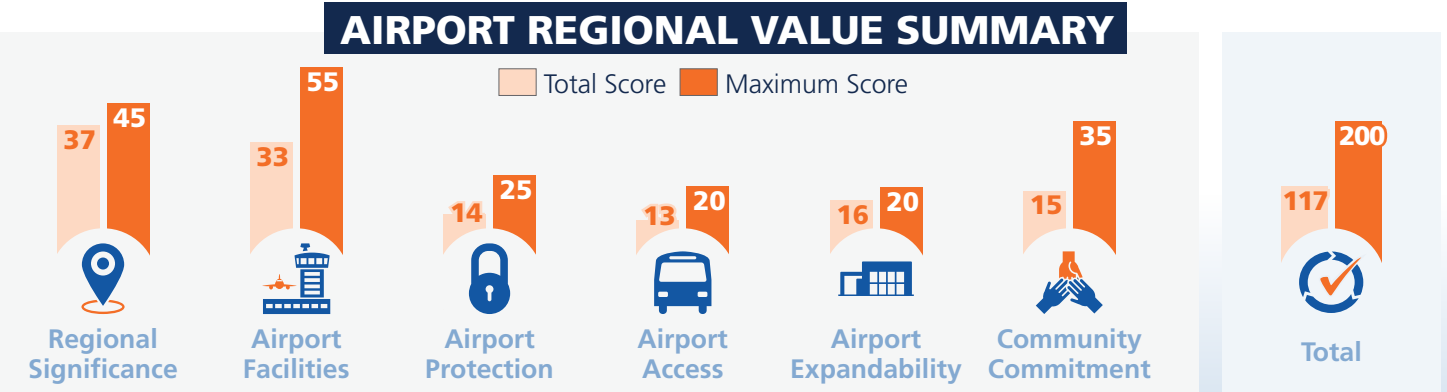 AIRPORT REGIONAL VALUE SUMMARY
Total Score Maximum Score
37 45
33 55
14 25
13 20
16 20
15 35
117 200
Regional
Significance
Airport
Facilities
Airport
Protection
Airport
Access
Airport
Expandability
Community
Commitment
Total